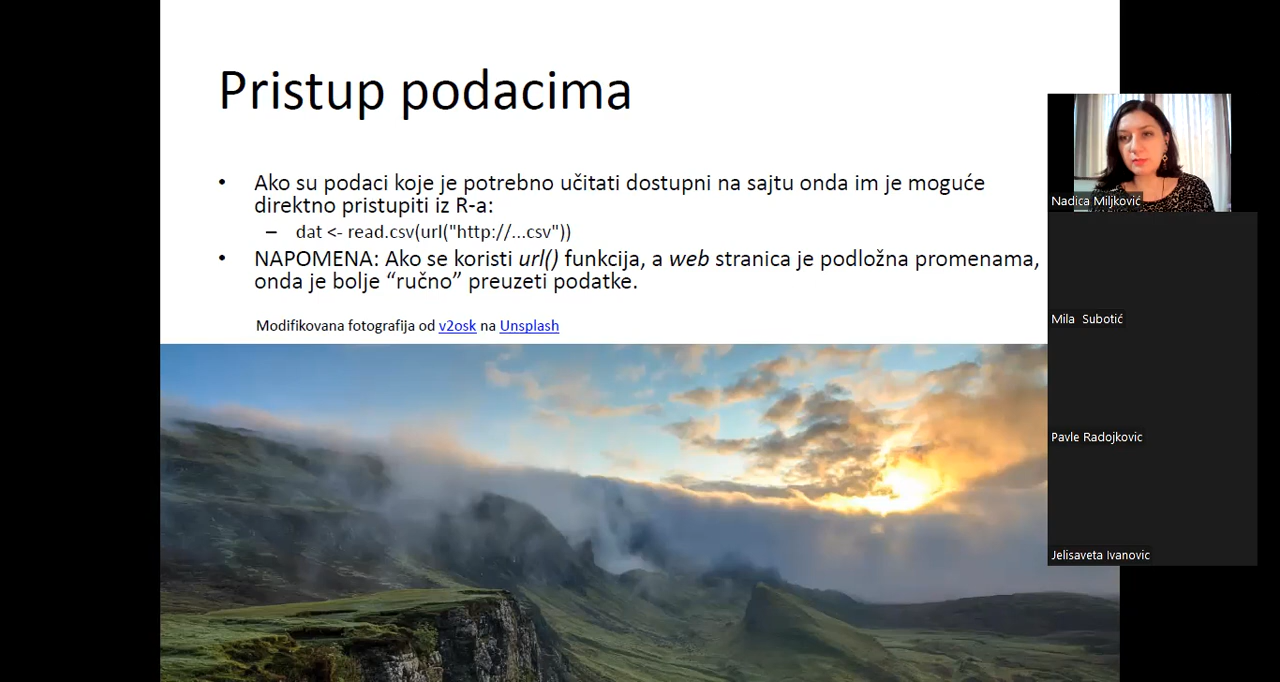 Pristup podacima
• Ako su podaci koje je potrebno učitati dostupni na sajtu onda im je moguće
direktno pristupiti iz R-a:
– dat <- read.csv(url("http://...csv"))
• NAPOMENA: Ako se koristi url() funkcija, a web stranica je podložna promenama,
onda je bolje “ručno” preuzeti podatke.
Modifikovana fotografija od v2osk na Unsplash
Nadica Miljković
Mila Subotić
Pavle Radojkovic
Jelisaveta Ivanovic